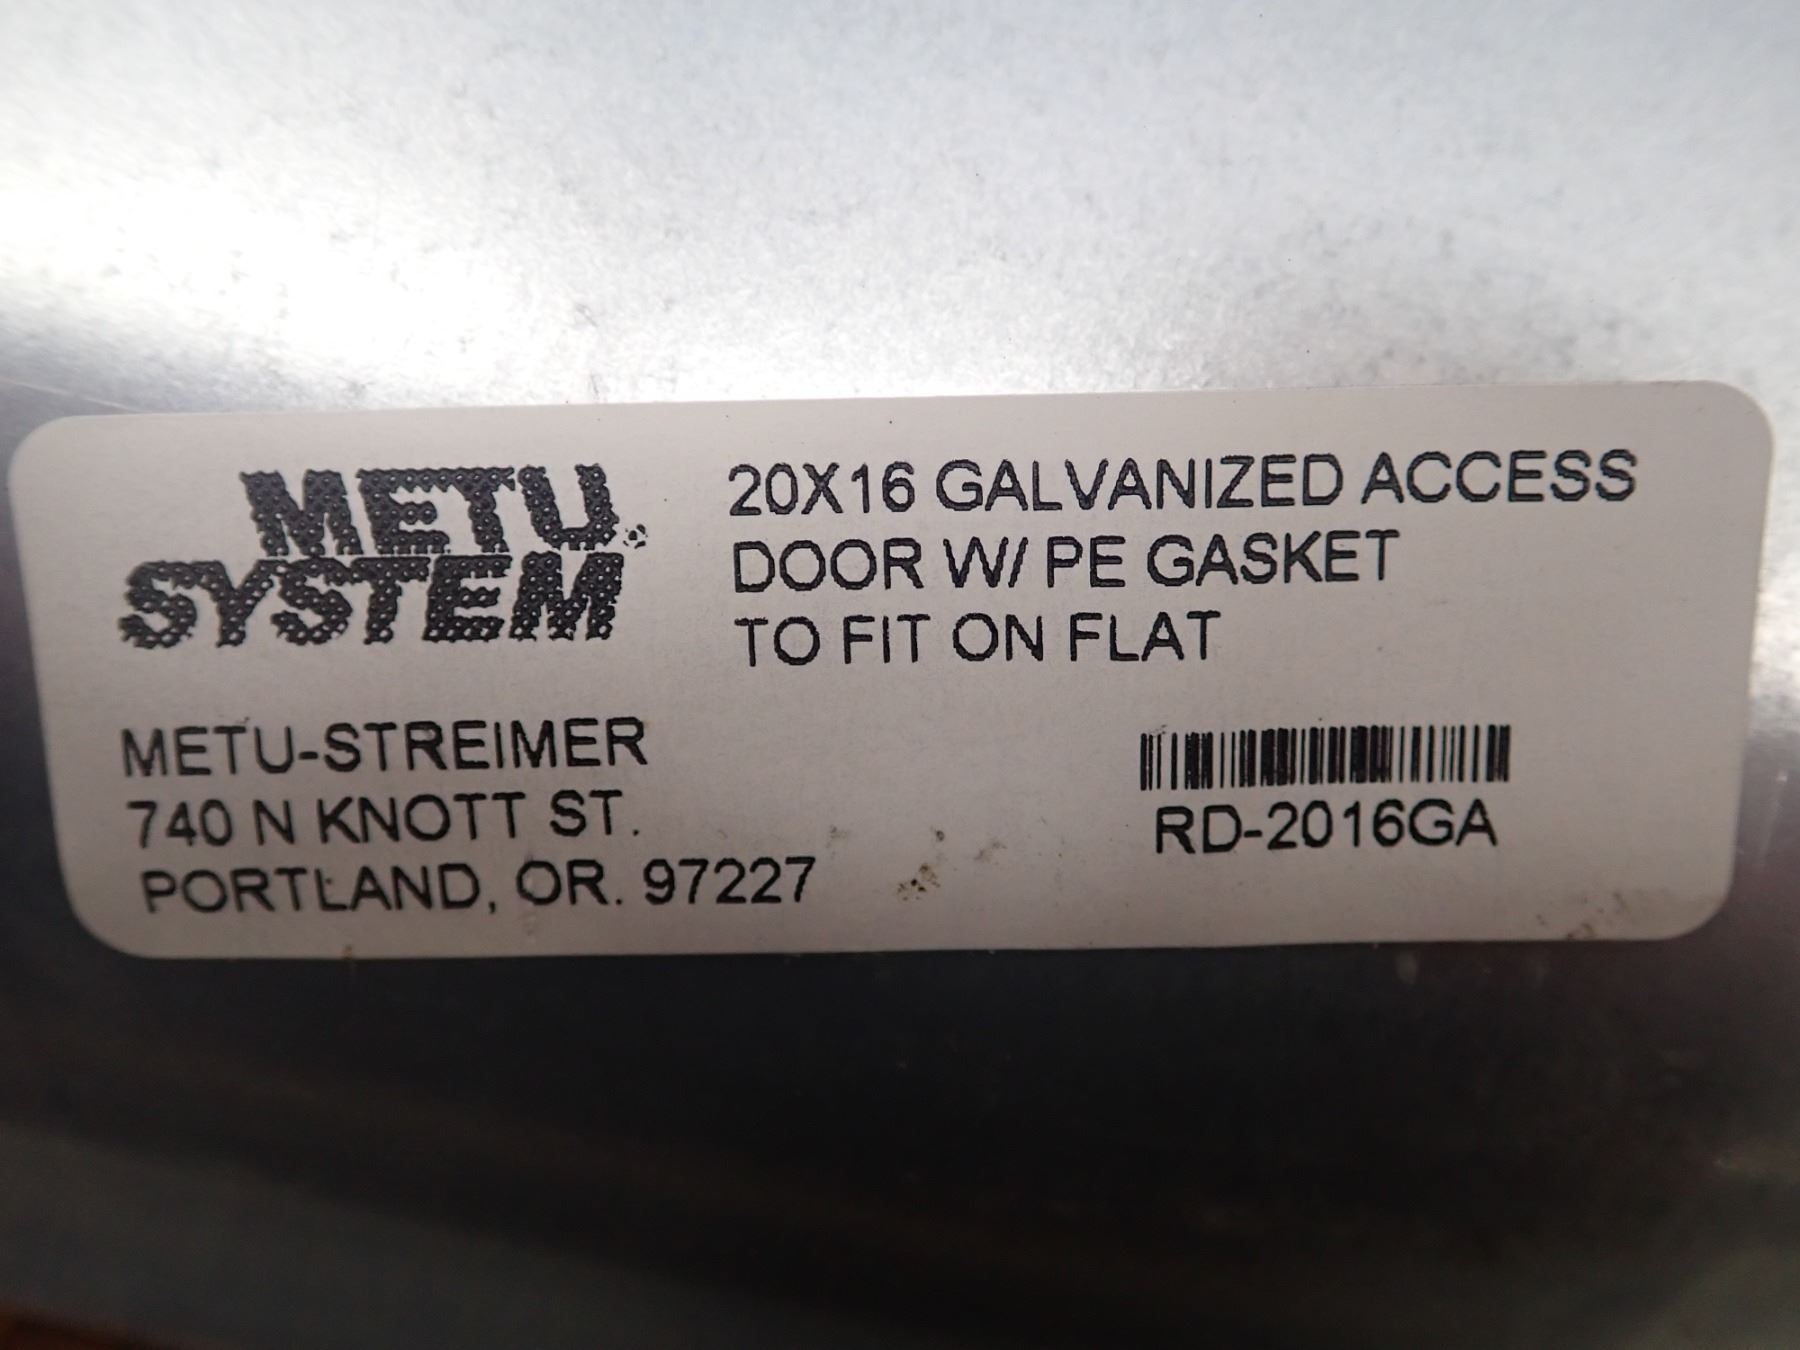 METU
SYSTEM
20X16 GALVANIZED ACCESS
DOOR W/ PE GASKET
TO FIT ON FLAT
METU-STREIMER
740 N KNOTT ST.
PORTLAND, OR. 97227
RD-2016GA